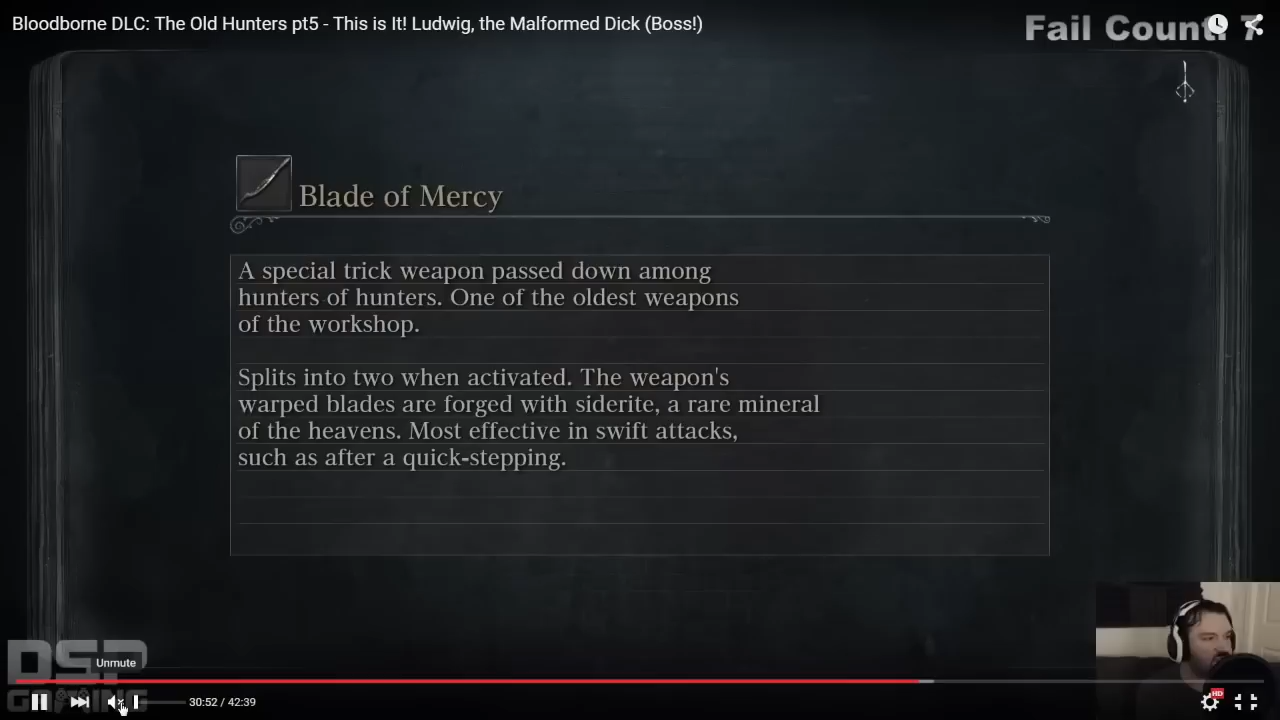 Bloodborne DLC: The Old Hunters pt5 - This is It! Ludwig, the Malformed Dick (Boss!)
Fail Count: 7
Blade of Mercy
A special trick weapon passed down among
hunters of hunters. One of the oldest weapons
of the workshop.
Splits into two when activated. The weapon's
warped blades are forged with siderite, a rare mineral
of the heavens. Most effective in swift attacks,
such as after a quick-stepping.
DSP
GAMING
Unmute
30:52 / 42:39
HD